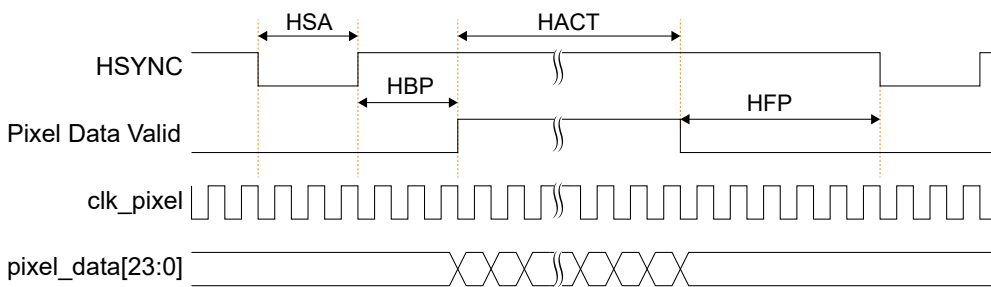 HSA
HACT
HSYNC
HBP
HFP
Pixel Data Valid
clk_pixel
pixel_data[23:0]